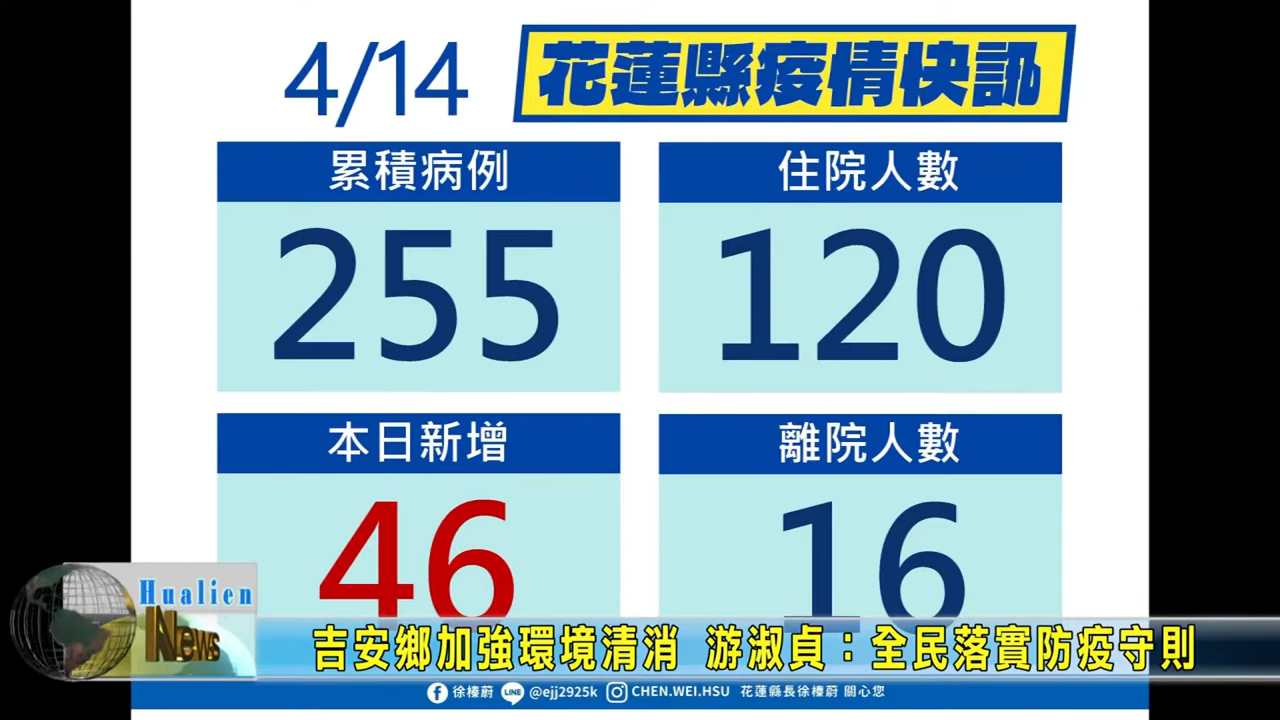 4/14 花蓮縣疫情快訊
累積病例 住院人數
255 120
本日新增 離院人數
46 16
Hualien
News
吉安鄉加強環境清消 游淑貞：全民落實防疫守則
徐榛蔚 LINE @ejj2925k CHEN.WEI.HSU 花蓮縣長徐榛蔚 關心您